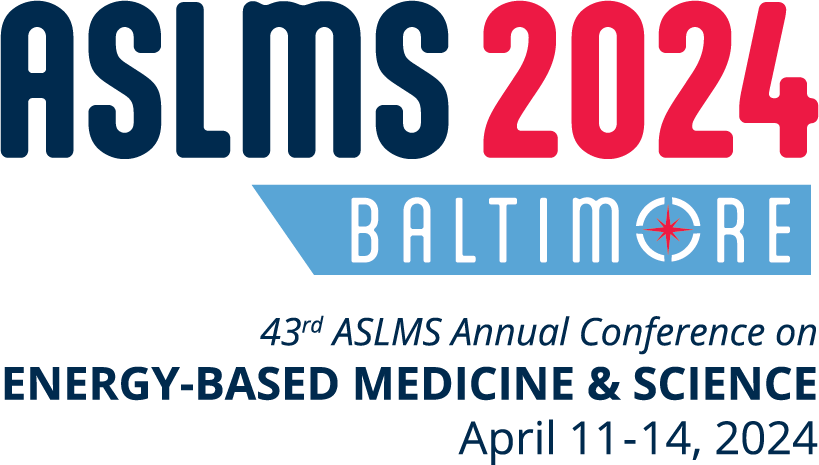 ASLMS 2024
BALTIMORE
43rd ASLMS Annual Conference on
ENERGY-BASED MEDICINE & SCIENCE
April 11-14, 2024